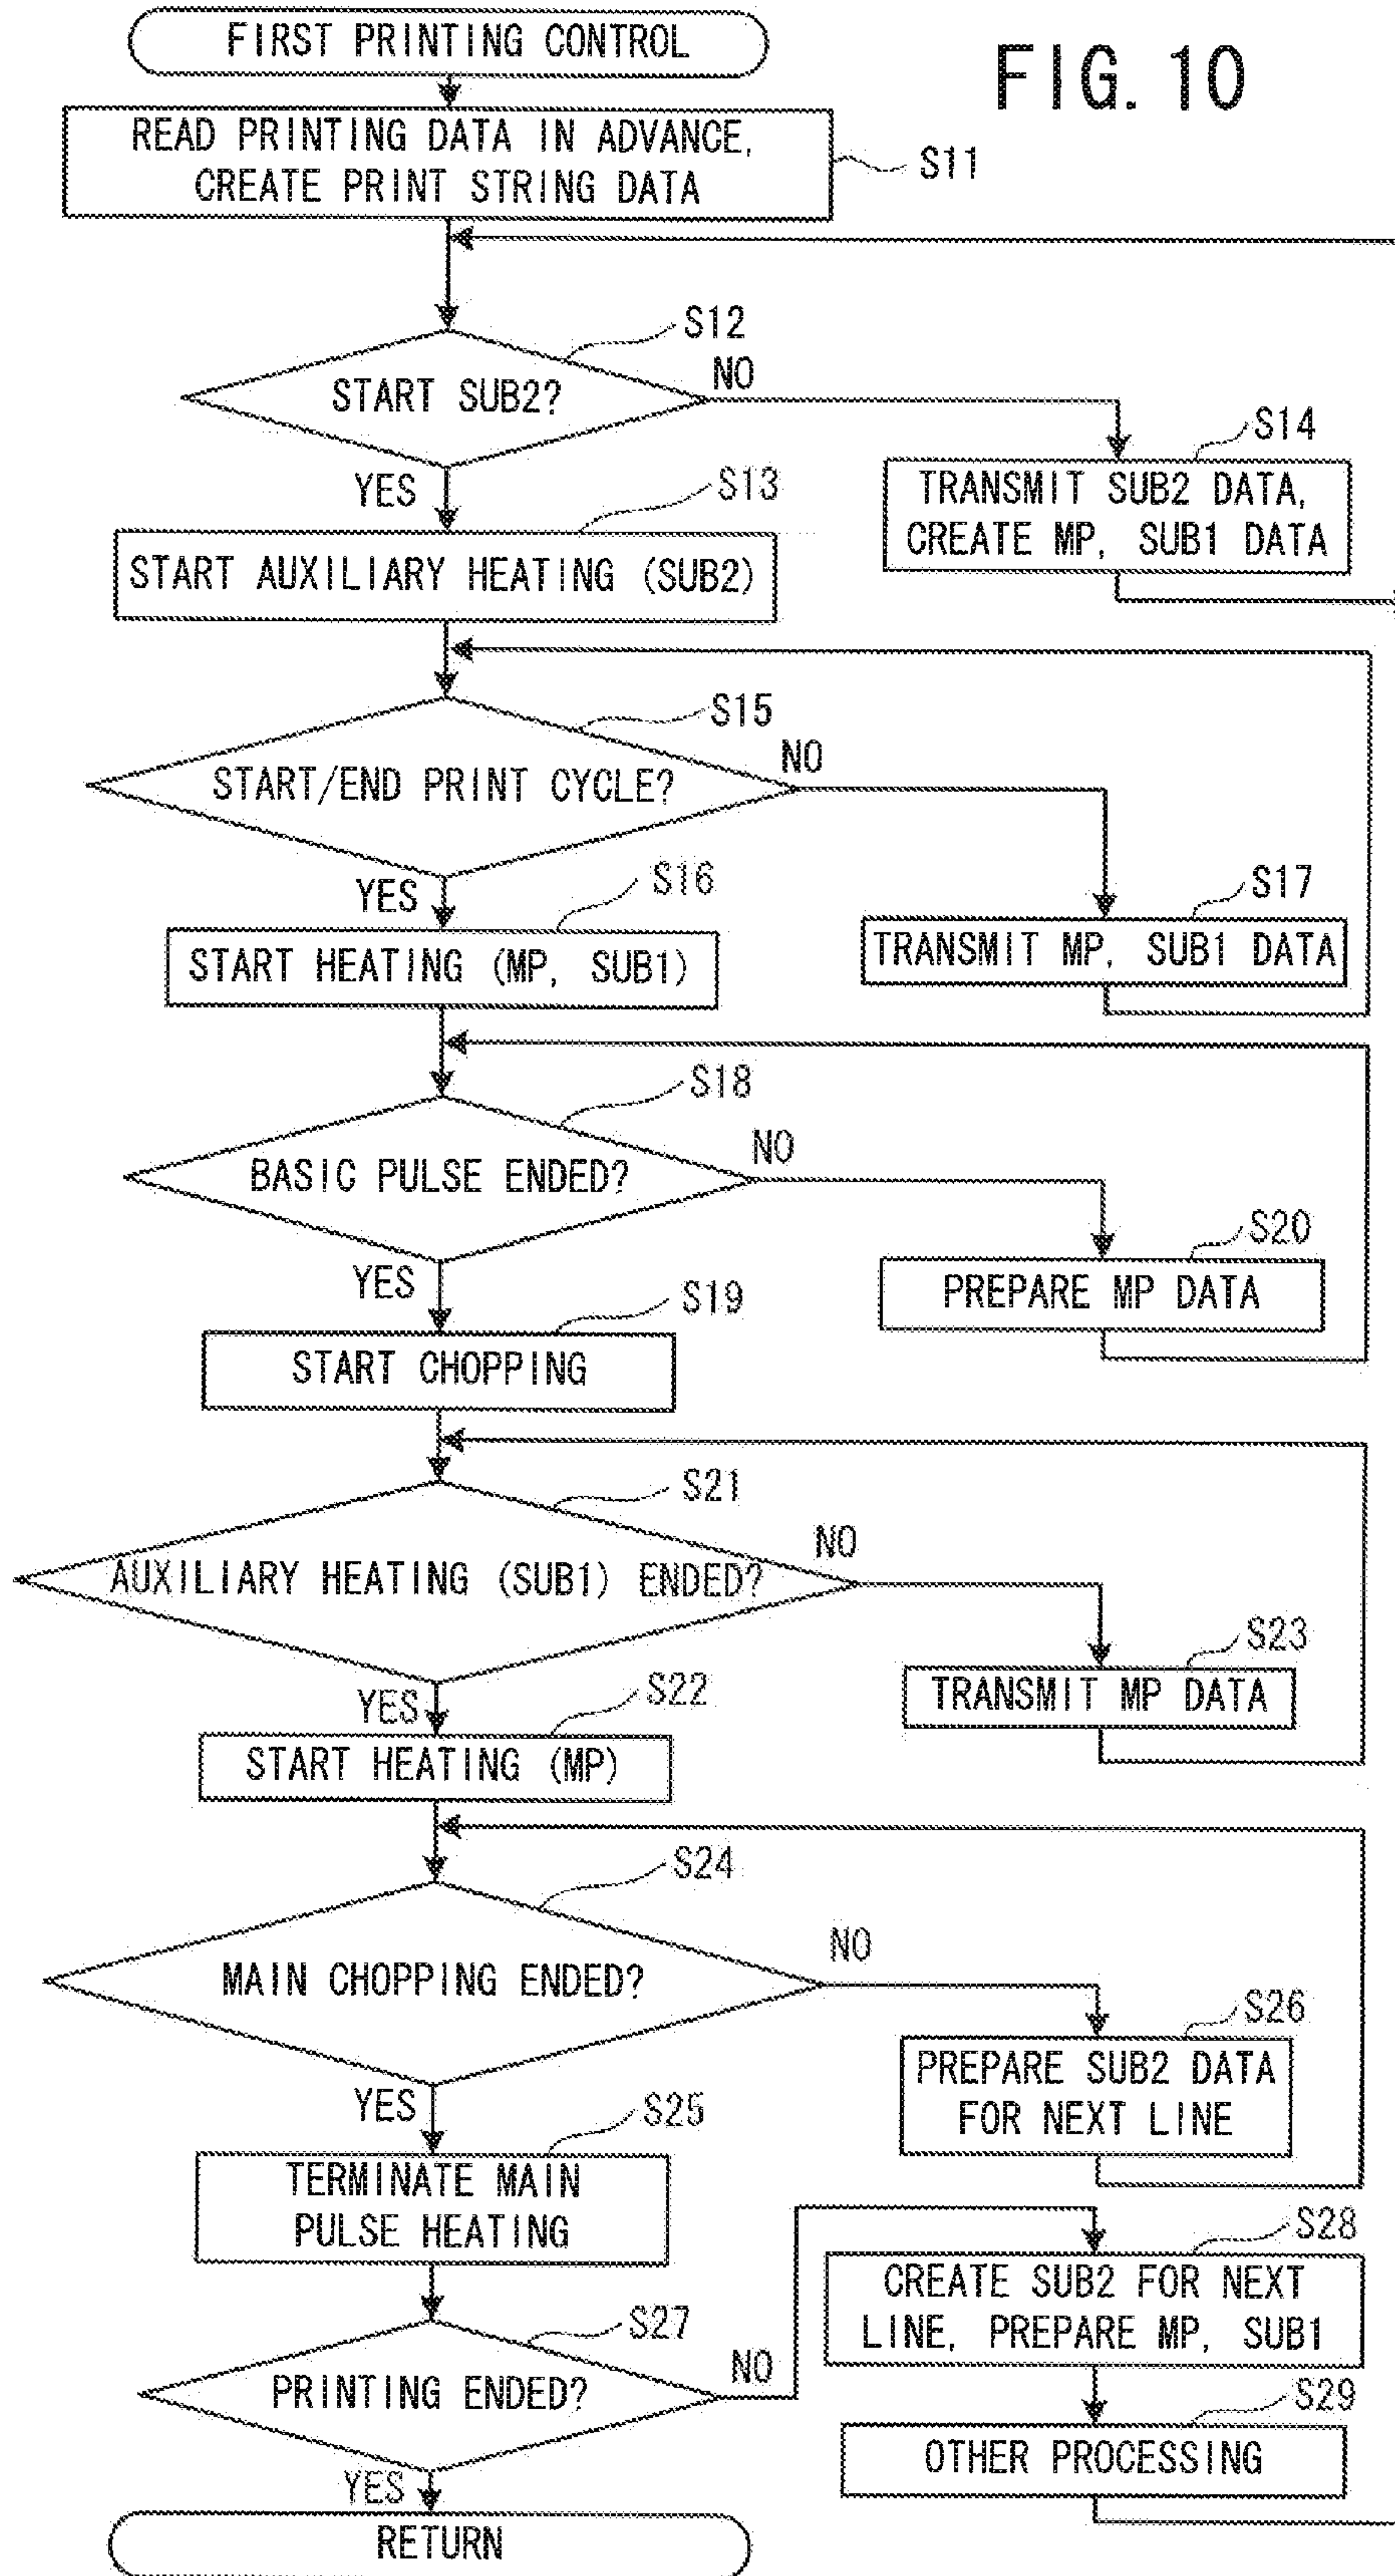 FIRST PRINTING CONTROL
FIG. 10
READ PRINTING DATA IN ADVANCE,
CREATE PRINT STRING DATA
S11
S12
START SUB2?
NO
YES
S14
TRANSMIT SUB2 DATA,
CREATE MP, SUB1 DATA
S13
START AUXILIARY HEATING (SUB2)
S15
START/END PRINT CYCLE?
NO
YES
S17
TRANSMIT MP, SUB1 DATA
S16
START HEATING (MP, SUB1)
S18
BASIC PULSE ENDED?
NO
YES
S20
PREPARE MP DATA
S19
START CHOPPING
S21
AUXILIARY HEATING (SUB1) ENDED?
NO
YES
S23
TRANSMIT MP DATA
S22
START HEATING (MP)
S24
MAIN CHOPPING ENDED?
NO
YES
S26
PREPARE SUB2 DATA
FOR NEXT LINE
S25
TERMINATE MAIN
PULSE HEATING
S27
PRINTING ENDED?
NO
YES
S28
CREATE SUB2 FOR NEXT
LINE, PREPARE MP, SUB1
S29
OTHER PROCESSING
RETURN